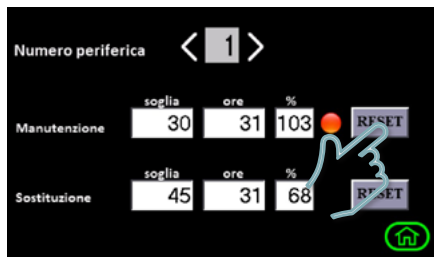 Numero periferica 1
soglia ore %
Manutenzione 30 31 103 RESET
soglia ore %
Sostituzione 45 31 68 RESET